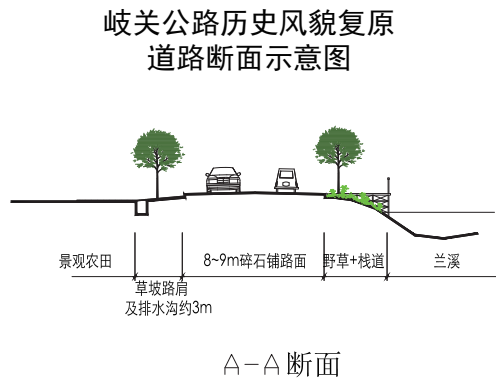 岐关公路历史风貌复原
道路断面示意图
景观农田
草坡路肩
及排水沟约3m
8~9m碎石铺路面
野草+栈道
兰溪
A-A断面